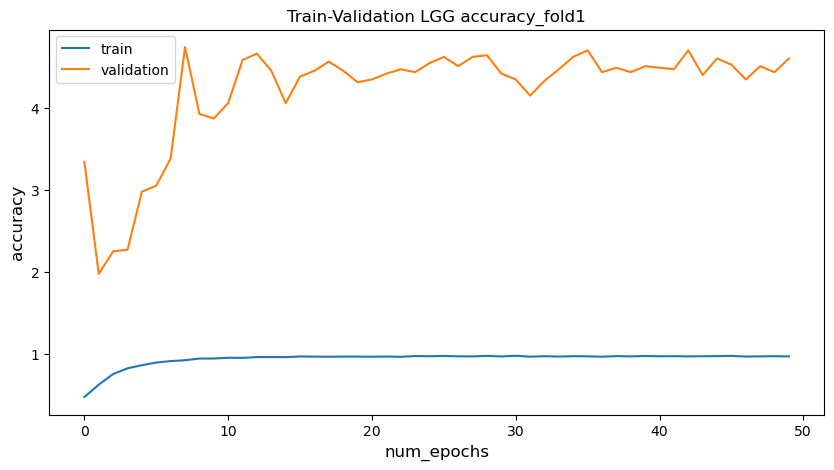 Train-Validation LGG accuracy_fold1
train
validation
accuracy
4
3
2
1
0 10 20 30 40 50
num_epochs